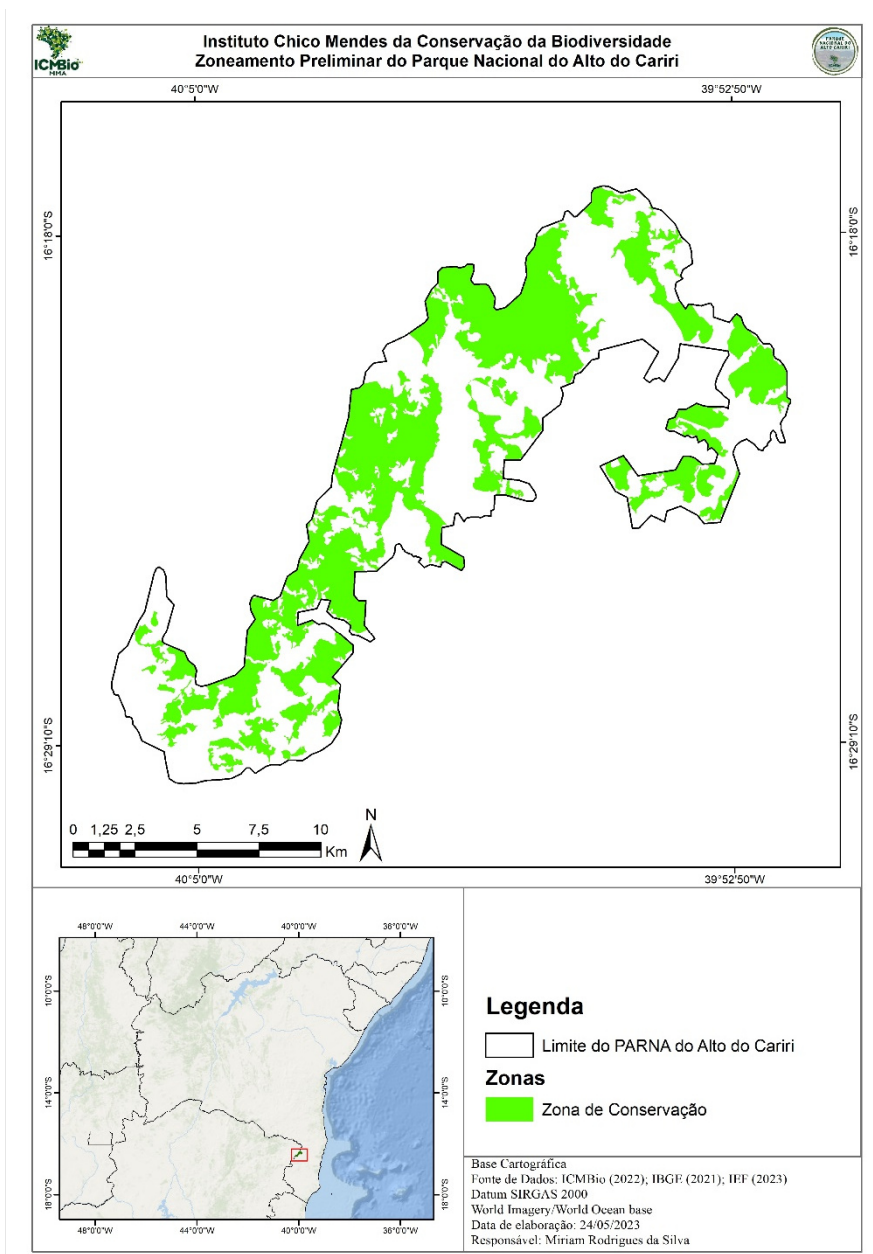 Instituto Chico Mendes da Conservação da Biodiversidade
Zoneamento Preliminar do Parque Nacional do Alto do Cariri
ICMBio
MMA
PARQUE
NACIONAL DO
ALTO CARIRI
ICMBio
40°5'0"W 39°52'50"W
16°18'0"S 16°18'0"S
16°29'10"S 16°29'10"S
N
0 1,25 2,5 5 7,5 10
Km
40°5'0"W 39°52'50"W
48°0'0"W 44°0'0"W 40°0'0"W 36°0'0"W
10°0'0"S 10°0'0"S
14°0'0"S 14°0'0"S
18°0'0"S 18°0'0"S
48°0'0"W 44°0'0"W 40°0'0"W 36°0'0"W
Legenda
Limite do PARNA do Alto do Cariri
Zonas
Zona de Conservação
Base Cartográfica
Fonte de Dados: ICMBio (2022); IBGE (2021); IEF (2023)
Datum SIRGAS 2000
World Imagery/World Ocean base
Data de elaboração: 24/05/2023
Responsável: Miriam Rodrigues da Silva